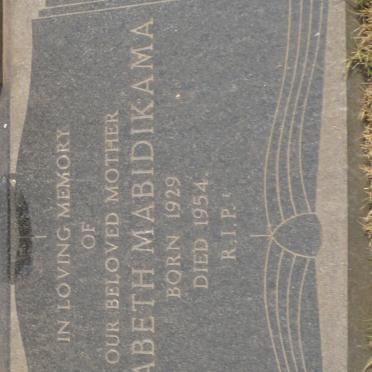 IN LOVING MEMORY
OF
OUR BELOVED MOTHER
ABETH MABIDIKAMA
BORN 1929
DIED 1954.
R.I.P.